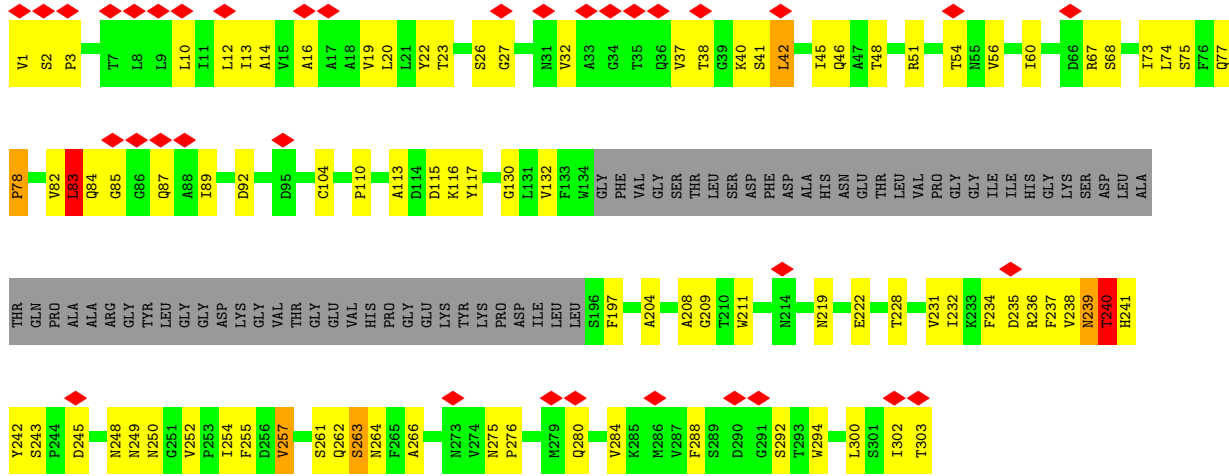 V1 S2 P3 T7 L8 L9 L10 I11 L12 I13 A14 V15 A16 A17 A18 V19 L20 L21 Y22 T23 S26 G27 N31 V32 A33 G34 T35 Q36 V37 T38 G39 K40 S41 L42 I45 Q46 A47 T48 R51 T54 N55 V56 I60 D66 R67 S68 I73 L74 S75 F76 Q77
P78 V82 L83 Q84 G85 G86 Q87 A88 I89 D92 D95 C104 P110 A113 D114 D115 K116 Y117 G130 L131 V132 F133 W134 GLY PHE VAL GLY SER THR LEU SER ASP PHE ASP ALA HIS ASN GLU THR LEU VAL PRO GLY GLY ILE ILE HIS GLY LYS SER ASP LEU ALA
THR GLN PRO ALA ALA ARG GLY TYR LEU GLY GLY ASP LYS GLY VAL THR GLY GLU VAL HIS PRO GLY GLU LYS TYR LYS PRO ASP ILE LEU LEU S196 F197 A204 A208 G209 T210 W211 N214 N219 E222 T228 V231 I232 K233 F234 D235 R236 F237 V238 N239 T240 H241
Y242 S243 P244 D245 N248 N249 N250 G251 V252 P253 I254 F255 D256 V257 S261 Q262 S263 N264 F265 A266 N273 V274 N275 P276 M279 Q280 V284 K285 M286 V287 F288 S289 D290 G291 S292 T293 W294 L300 S301 I302 T303